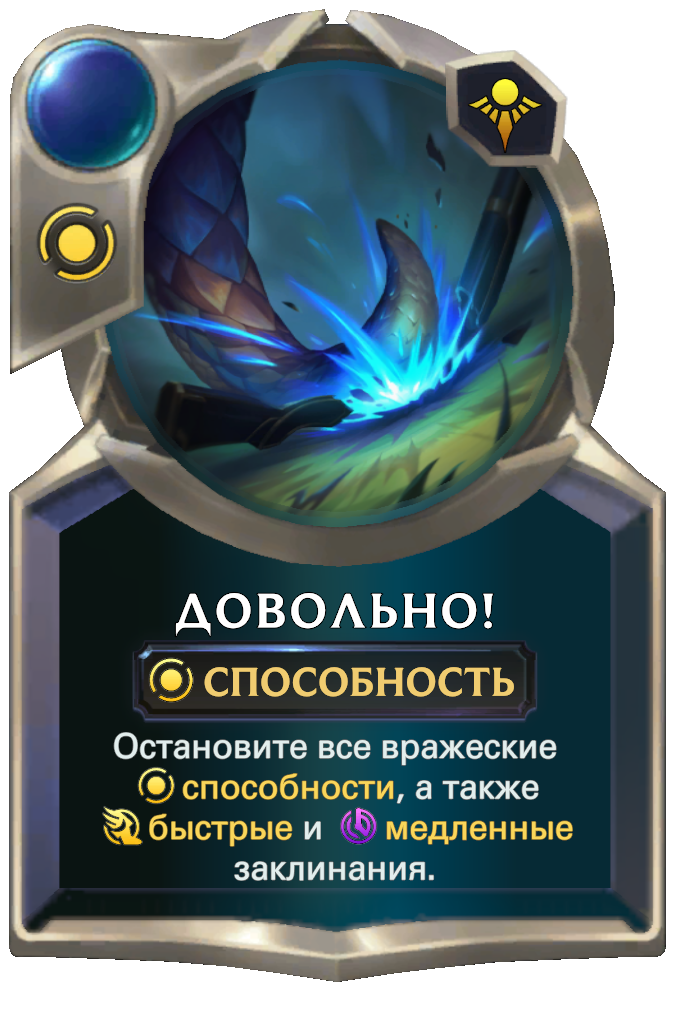 ДОВОЛЬНО!
СПОСОБНОСТЬ
Остановите все вражеские
способности, а также
быстрые и медленные
заклинания.